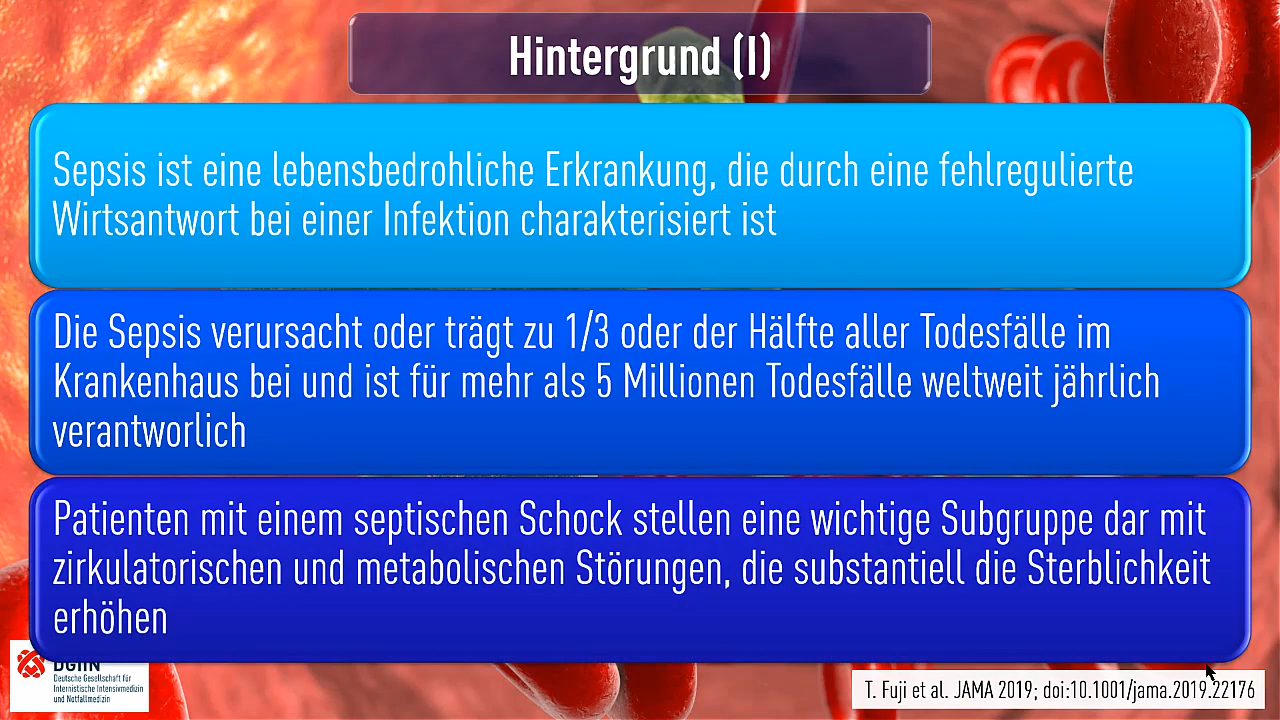 Hintergrund (I)
Sepsis ist eine lebensbedrohliche Erkrankung, die durch eine fehlregulierte
Wirtsantwort bei einer Infektion charakterisiert ist
Die Sepsis verursacht oder trägt zu 1/3 oder der Hälfte aller Todesfälle im
Krankenhaus bei und ist für mehr als 5 Millionen Todesfälle weltweit jährlich
verantworlich
Patienten mit einem septischen Schock stellen eine wichtige Subgruppe dar mit
zirkulatorischen und metabolischen Störungen, die substantiell die Sterblichkeit
erhöhen
DGIIN
Deutsche Gesellschaft für
Internistische Intensivmedizin
und Notfallmedizin
T. Fuji et al. JAMA 2019; doi:10.1001/jama.2019.22176